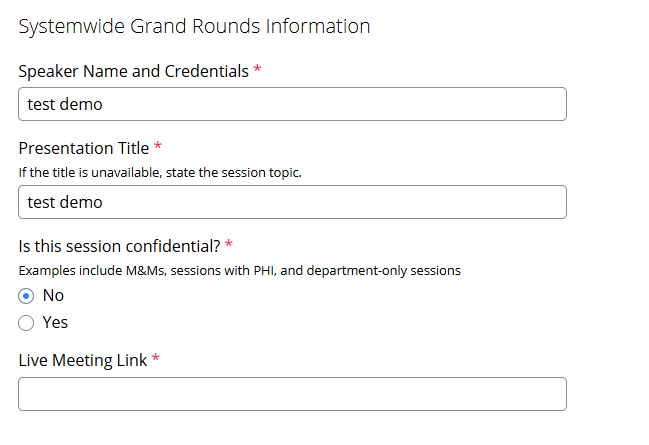 Systemwide Grand Rounds Information
Speaker Name and Credentials *
test demo
Presentation Title *
If the title is unavailable, state the session topic.
test demo
Is this session confidential? *
Examples include M&Ms, sessions with PHI, and department-only sessions
No
Yes
Live Meeting Link *